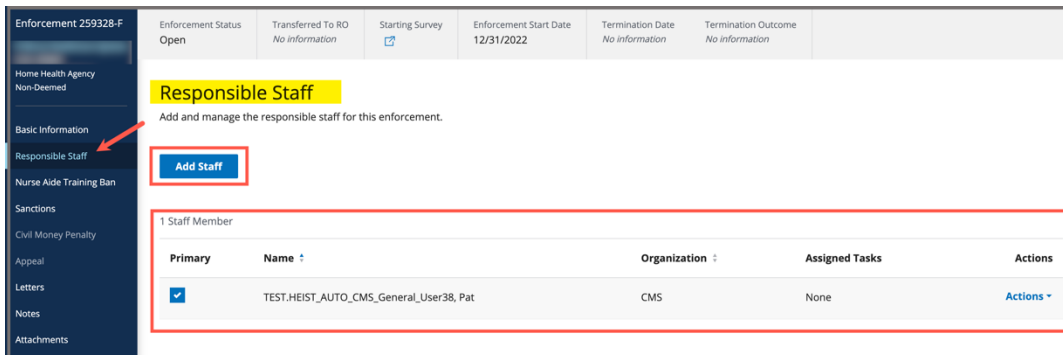 Enforcement 259328-F
Home Health Agency
Non-Deemed
Basic Information
Responsible Staff
Nurse Aide Training Ban
Sanctions
Civil Money Penalty
Appeal
Letters
Notes
Attachments
Enforcement Status
Open
Transferred To RO
No information
Starting Survey
Enforcement Start Date
12/31/2022
Termination Date
No information
Termination Outcome
No information
Responsible Staff
Add and manage the responsible staff for this enforcement.
Add Staff
1 Staff Member
Primary Name Organization Assigned Tasks Actions
TEST.HEIST_AUTO_CMS_General_User38, Pat CMS None Actions